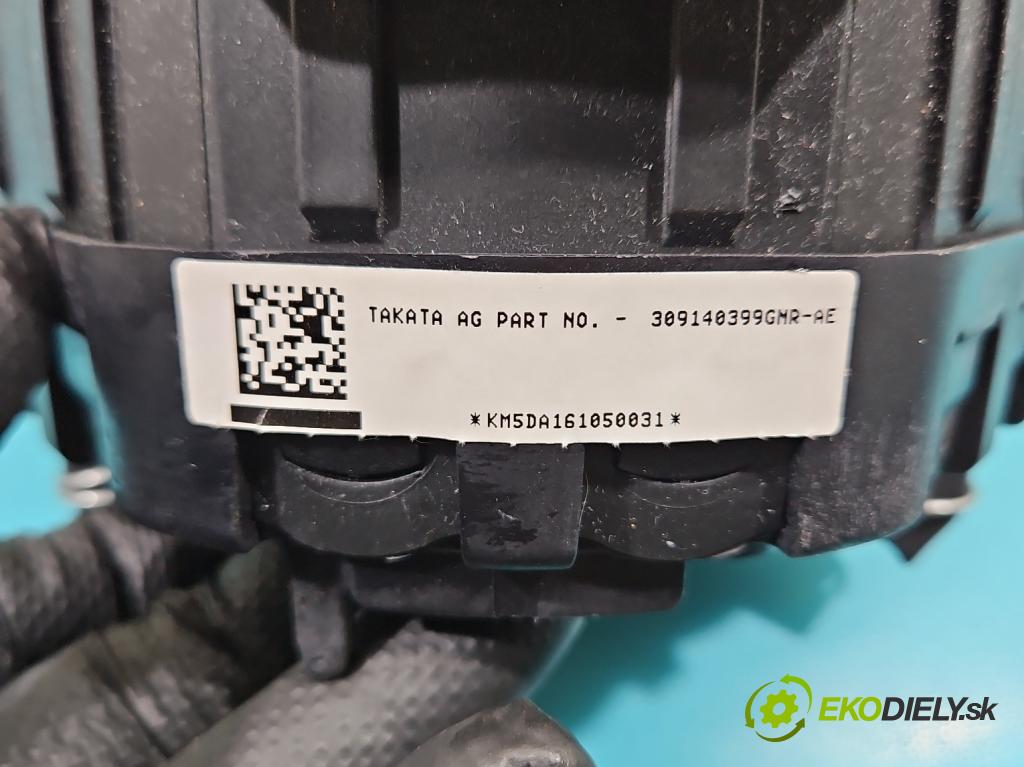 TAKATA AG PART NO. - 309140399GMR-AE
*KM5DA161050031*
EKODIELY.sk